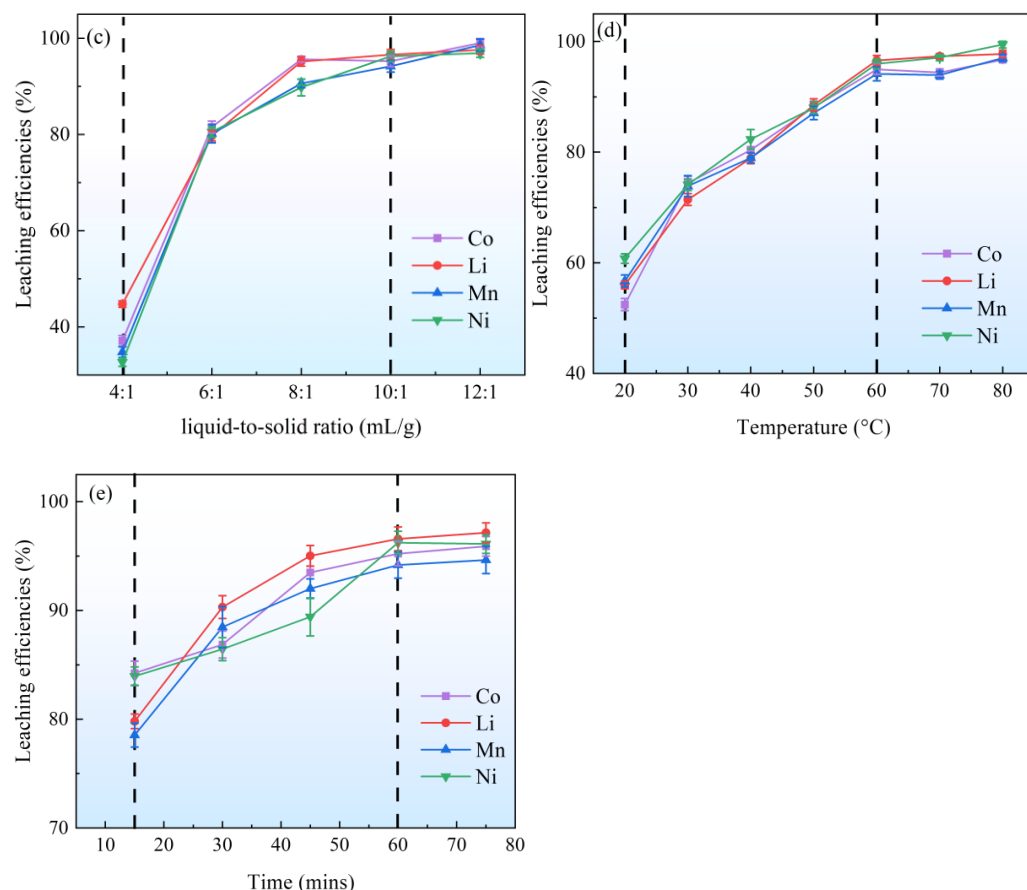 (c)
Leaching efficiencies (%)
100
80
60
40
Co
Li
Mn
Ni
4:1 6:1 8:1 10:1 12:1
liquid-to-solid ratio (mL/g)
(d)
Leaching efficiencies (%)
100
80
60
40
Co
Li
Mn
Ni
20 30 40 50 60 70 80
Temperature (°C)
(e)
Leaching efficiencies (%)
100
90
80
70
Co
Li
Mn
Ni
10 20 30 40 50 60 70 80
Time (mins)